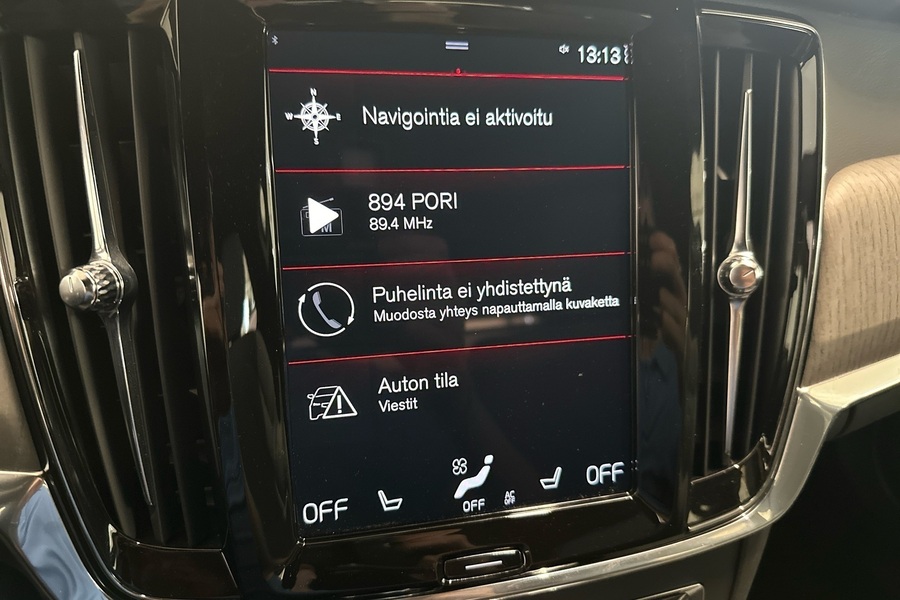 13:13
N
W E
S
Navigointia ei aktivoitu
894 PORI
89.4 MHz
FM
Puhelinta ei yhdistettynä
Muodosta yhteys napauttamalla kuvaketta
Auton tila
Viestit
OFF
OFF
AC
OFF
OFF